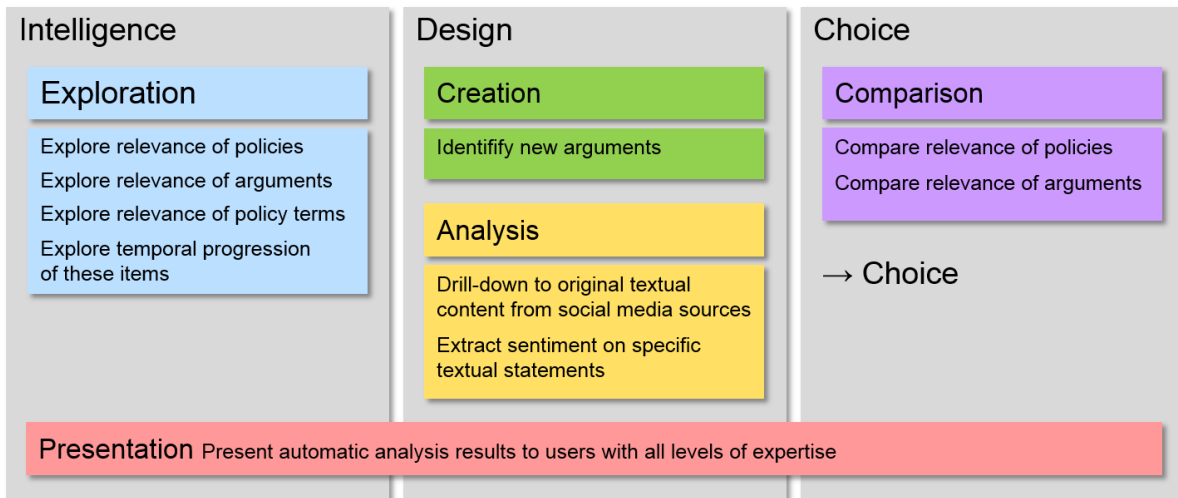 Intelligence
Exploration
Explore relevance of policies
Explore relevance of arguments
Explore relevance of policy terms
Explore temporal progression
of these items
Design
Creation
Identifify new arguments
Analysis
Drill-down to original textual
content from social media sources
Extract sentiment on specific
textual statements
Choice
Comparison
Compare relevance of policies
Compare relevance of arguments
→ Choice
Presentation Present automatic analysis results to users with all levels of expertise